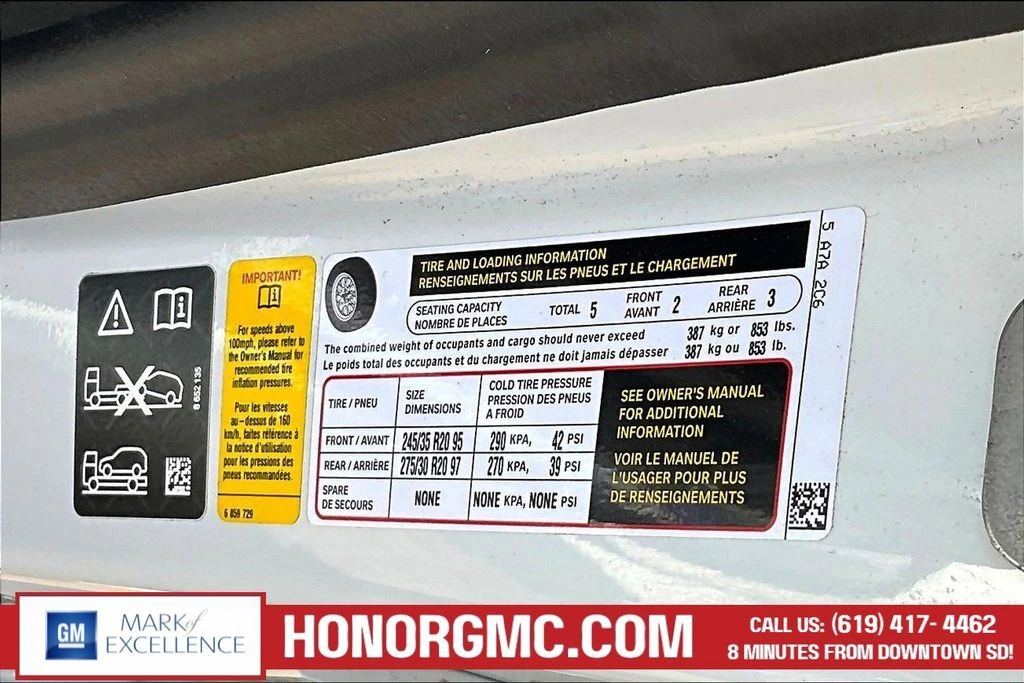 8 652 135
IMPORTANT!
For speeds above
100mph, please refer to
the Owner's Manual for
recommended tire
inflation pressures.
Pour les vitesses
au-dessus de 160
km/h, faites référence à
la notice d'utilisation
pour les pressions des
pneus recommandées.
6 859 729
TIRE AND LOADING INFORMATION
RENSEIGNEMENTS SUR LES PNEUS ET LE CHARGEMENT
SEATING CAPACITY
NOMBRE DE PLACES
TOTAL 5
FRONT
AVANT 2
REAR
ARRIÈRE 3
The combined weight of occupants and cargo should never exceed 387 kg or 853 lbs.
Le poids total des occupants et du chargement ne doit jamais dépasser 387 kg ou 853 lb.
TIRE / PNEU
SIZE
DIMENSIONS
COLD TIRE PRESSURE
PRESSION DES PNEUS
A FROID
FRONT / AVANT 245/35 R20 95 290 KPA, 42 PSI
REAR / ARRIÈRE 275/30 R20 97 270 KPA, 39 PSI
SPARE
DE SECOURS NONE NONE KPA, NONE PSI
SEE OWNER'S MANUAL
FOR ADDITIONAL
INFORMATION
VOIR LE MANUEL DE
L'USAGER POUR PLUS
DE RENSEIGNEMENTS
5 A7A 2C6
GM
MARK of
EXCELLENCE
HONORGMC.COM
CALL US: (619) 417- 4462
8 MINUTES FROM DOWNTOWN SD!